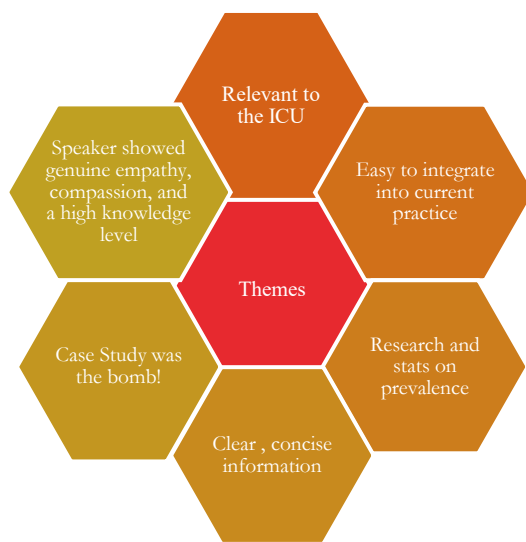 Relevant to
the ICU
Speaker showed
genuine empathy,
compassion, and
a high knowledge
level
Easy to integrate
into current
practice
Themes
Case Study was
the bomb!
Research and
stats on
prevalence
Clear , concise
information